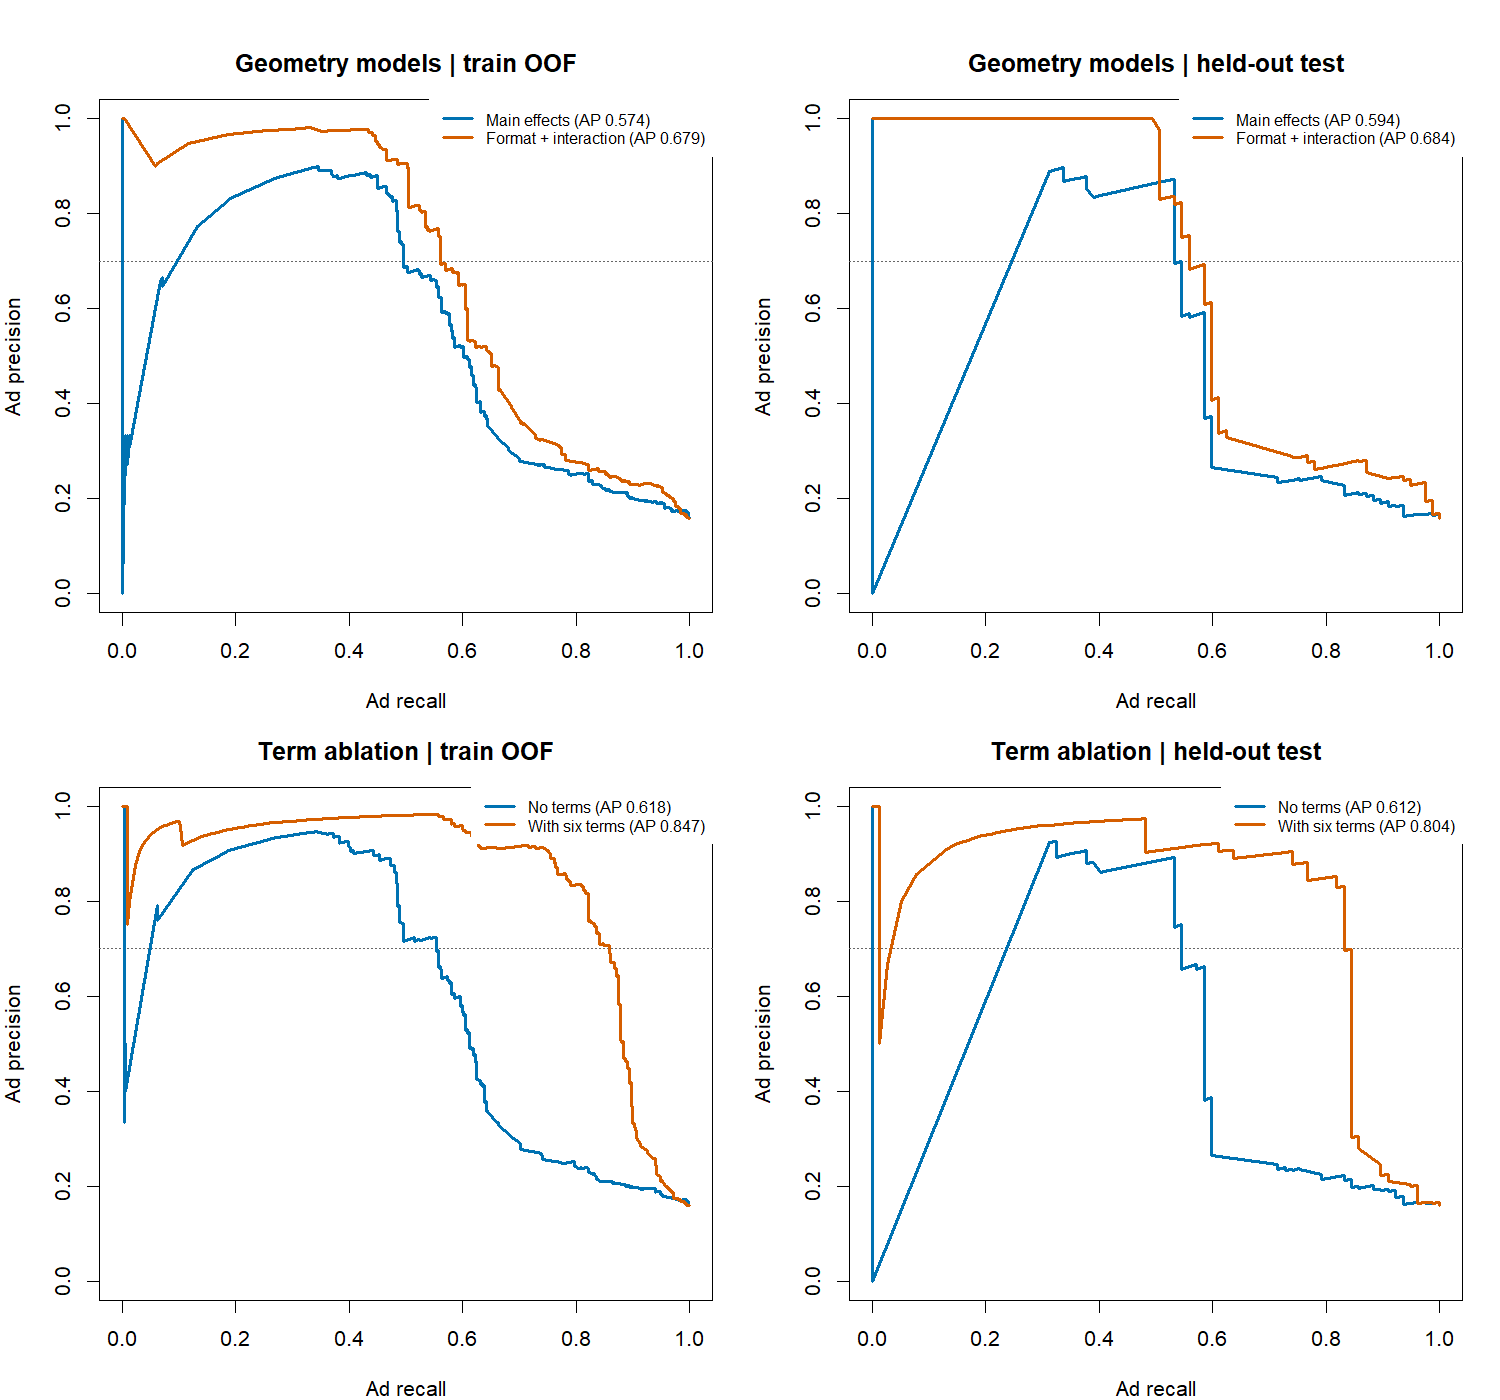 Geometry models | train OOF
Main effects (AP 0.574)
Format + interaction (AP 0.679)
Ad precision
0.0 0.2 0.4 0.6 0.8 1.0
0.0 0.2 0.4 0.6 0.8 1.0
Ad recall
Geometry models | held-out test
Main effects (AP 0.594)
Format + interaction (AP 0.684)
Ad precision
0.0 0.2 0.4 0.6 0.8 1.0
0.0 0.2 0.4 0.6 0.8 1.0
Ad recall
Term ablation | train OOF
No terms (AP 0.618)
With six terms (AP 0.847)
Ad precision
0.0 0.2 0.4 0.6 0.8 1.0
0.0 0.2 0.4 0.6 0.8 1.0
Ad recall
Term ablation | held-out test
No terms (AP 0.612)
With six terms (AP 0.804)
Ad precision
0.0 0.2 0.4 0.6 0.8 1.0
0.0 0.2 0.4 0.6 0.8 1.0
Ad recall